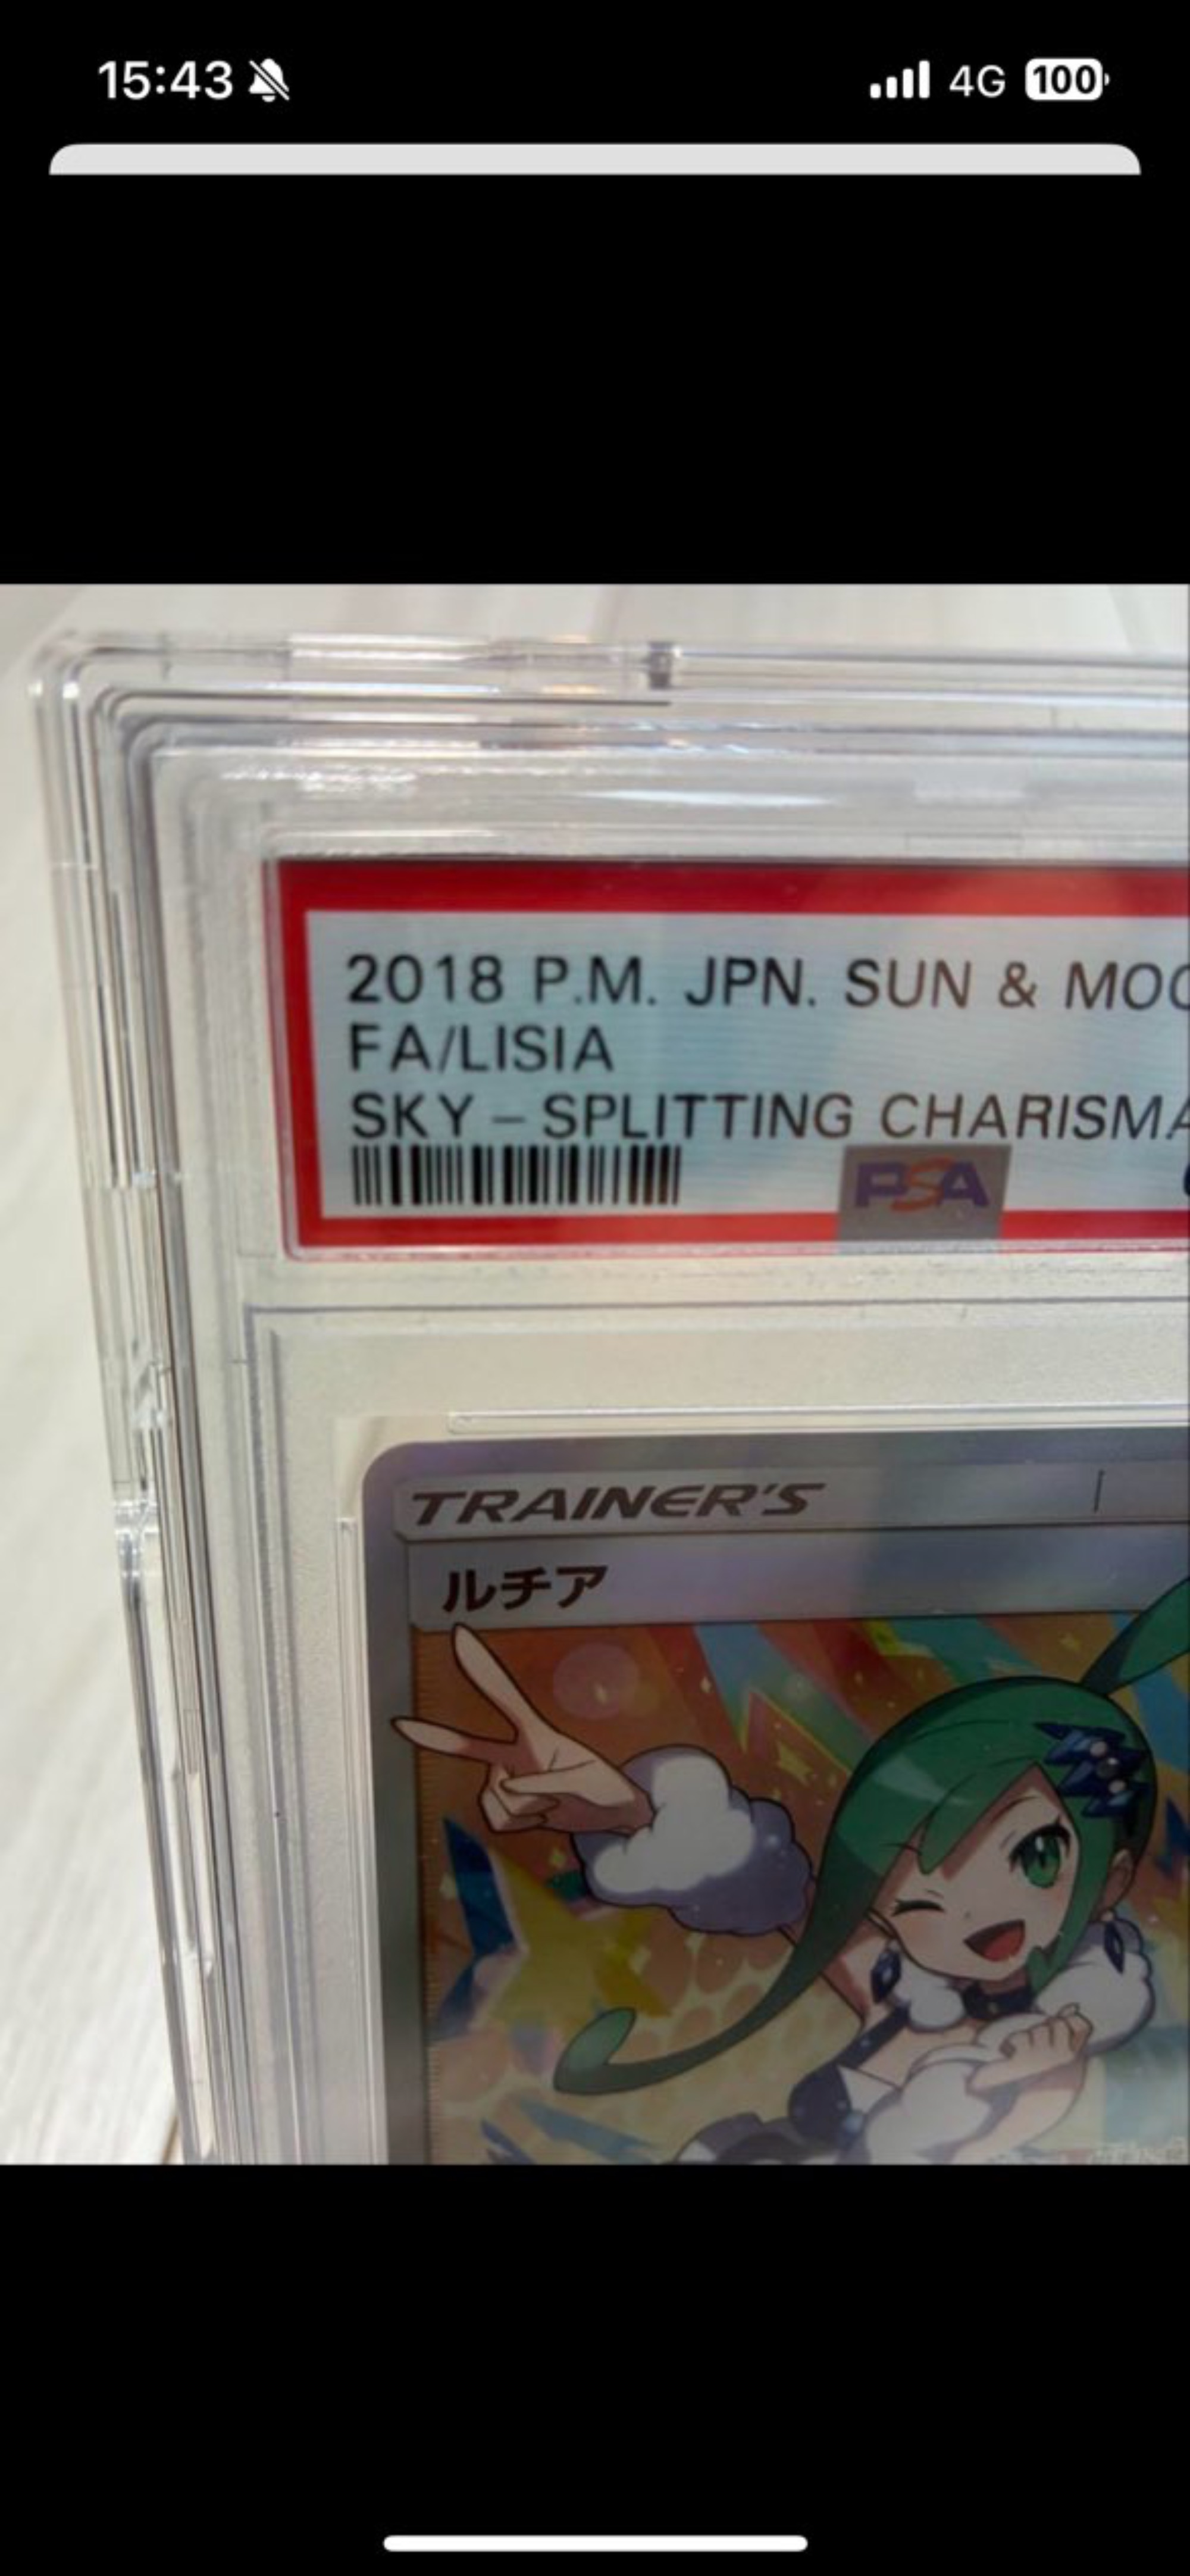 15:43 4G 100
2018 P.M. JPN. SUN & MOO
FA/LISIA
SKY – SPLITTING CHARISMA
PSA
TRAINER'S
ルチア